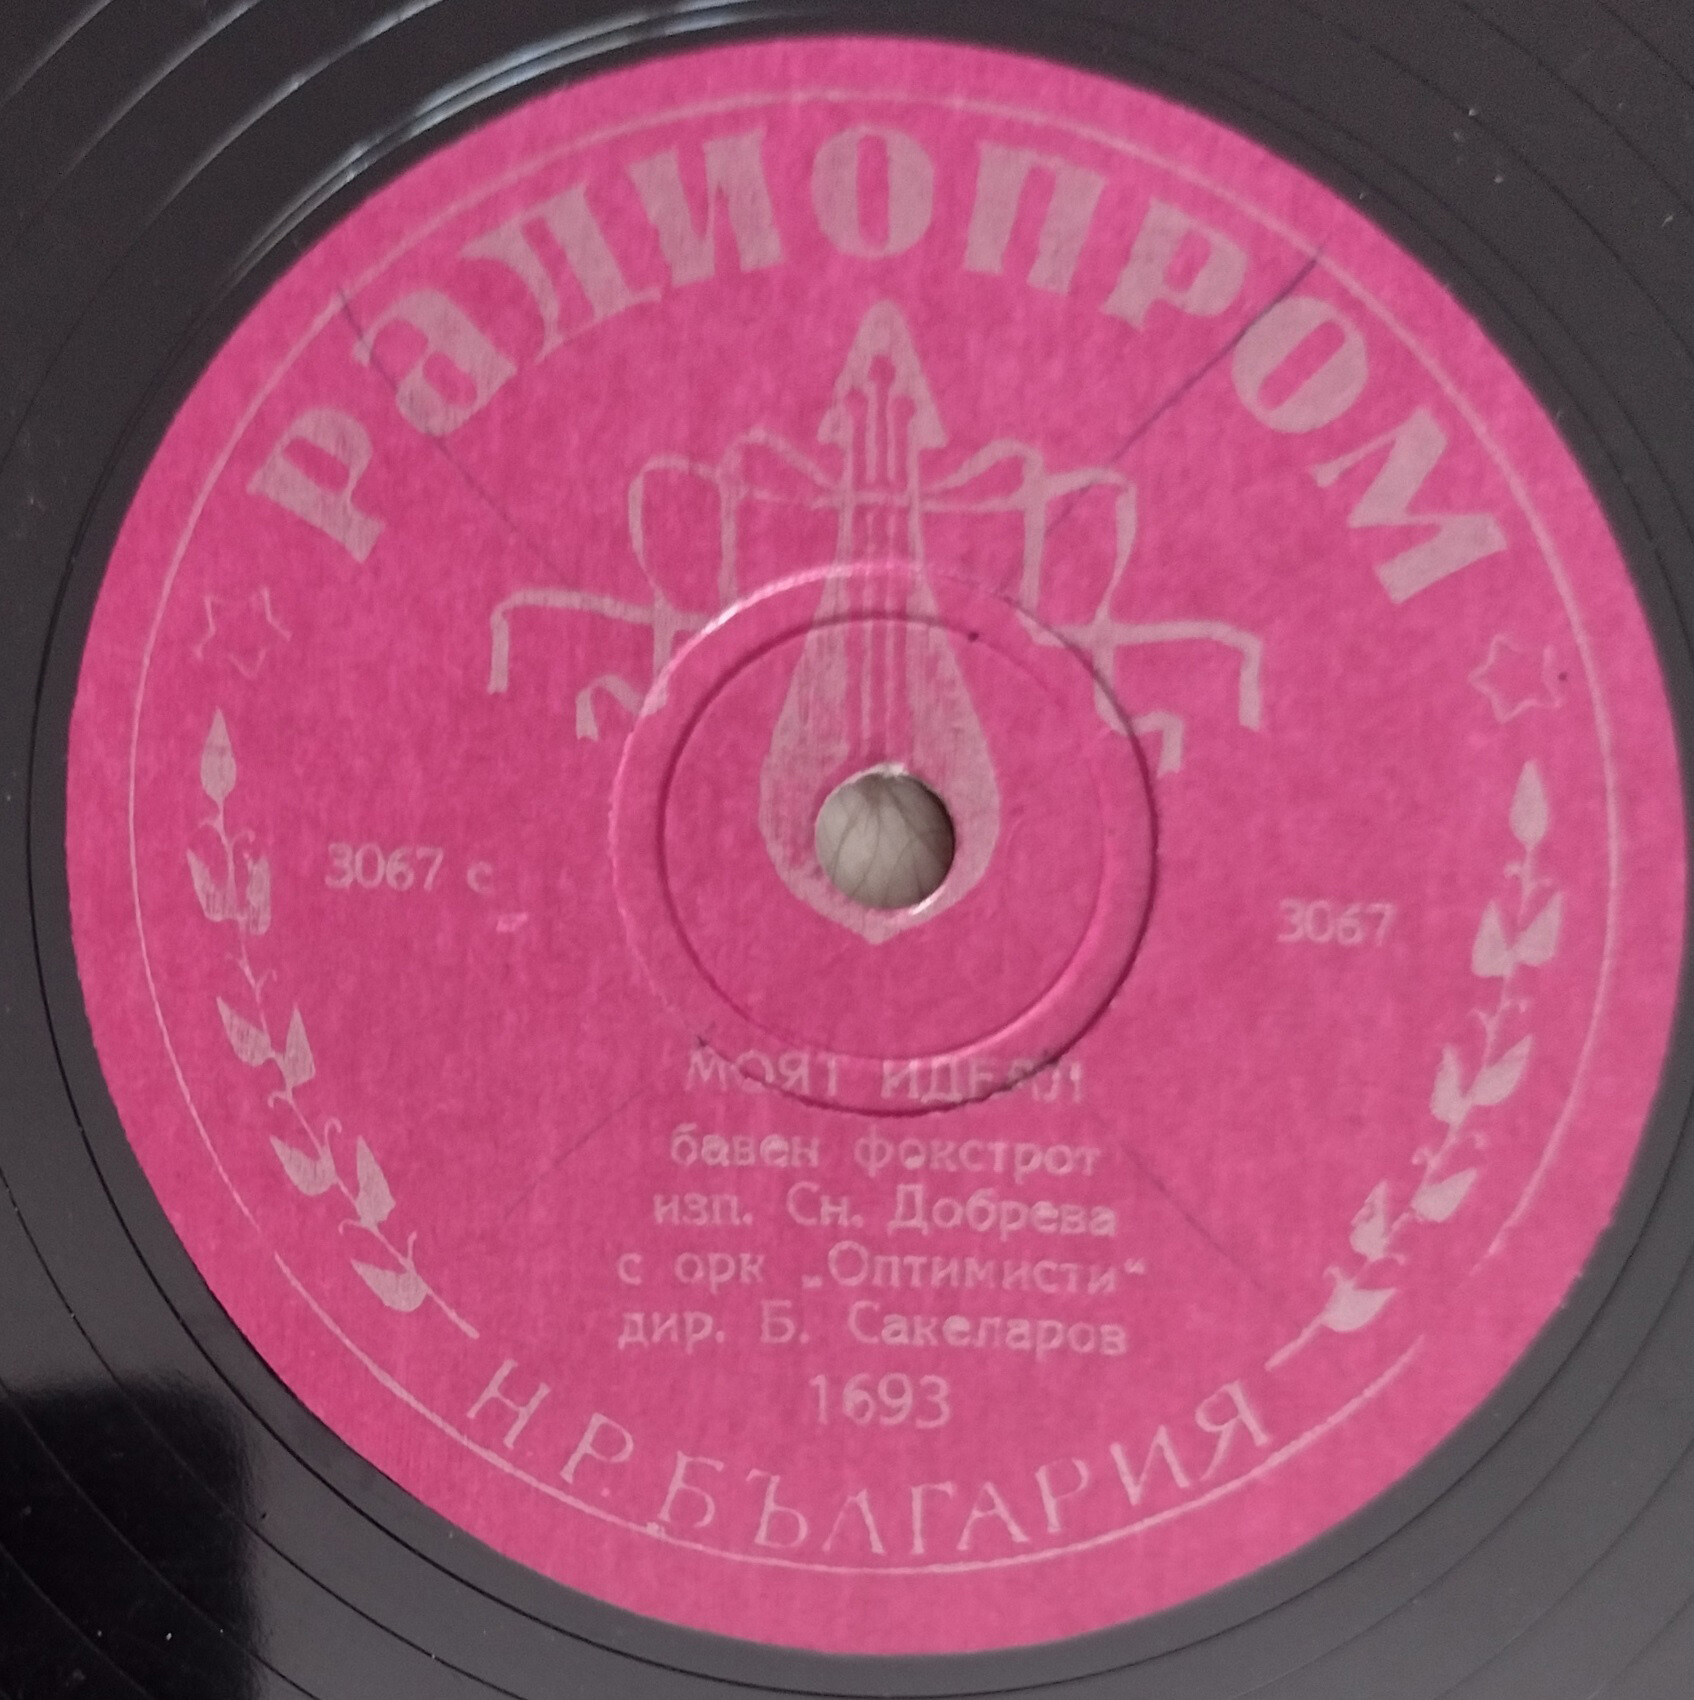 РАДИОПРОМ
3067 с
3067
МОЯТ ИДЕАЛ
бавен фокстрот
изп. Сн. Добрева
с орк „Оптимисти“
дир. Б. Сакеларов
1693
Н.Р.БЪЛГАРИЯ